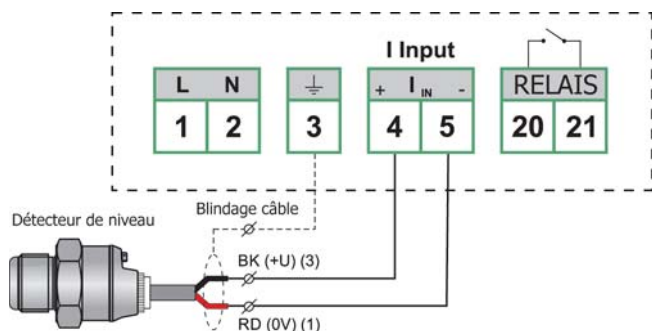 I Input
L N
1 2
3
+ I IN -
4 5
RELAIS
20 21
Blindage câble
Détecteur de niveau
BK (+U) (3)
RD (0V) (1)